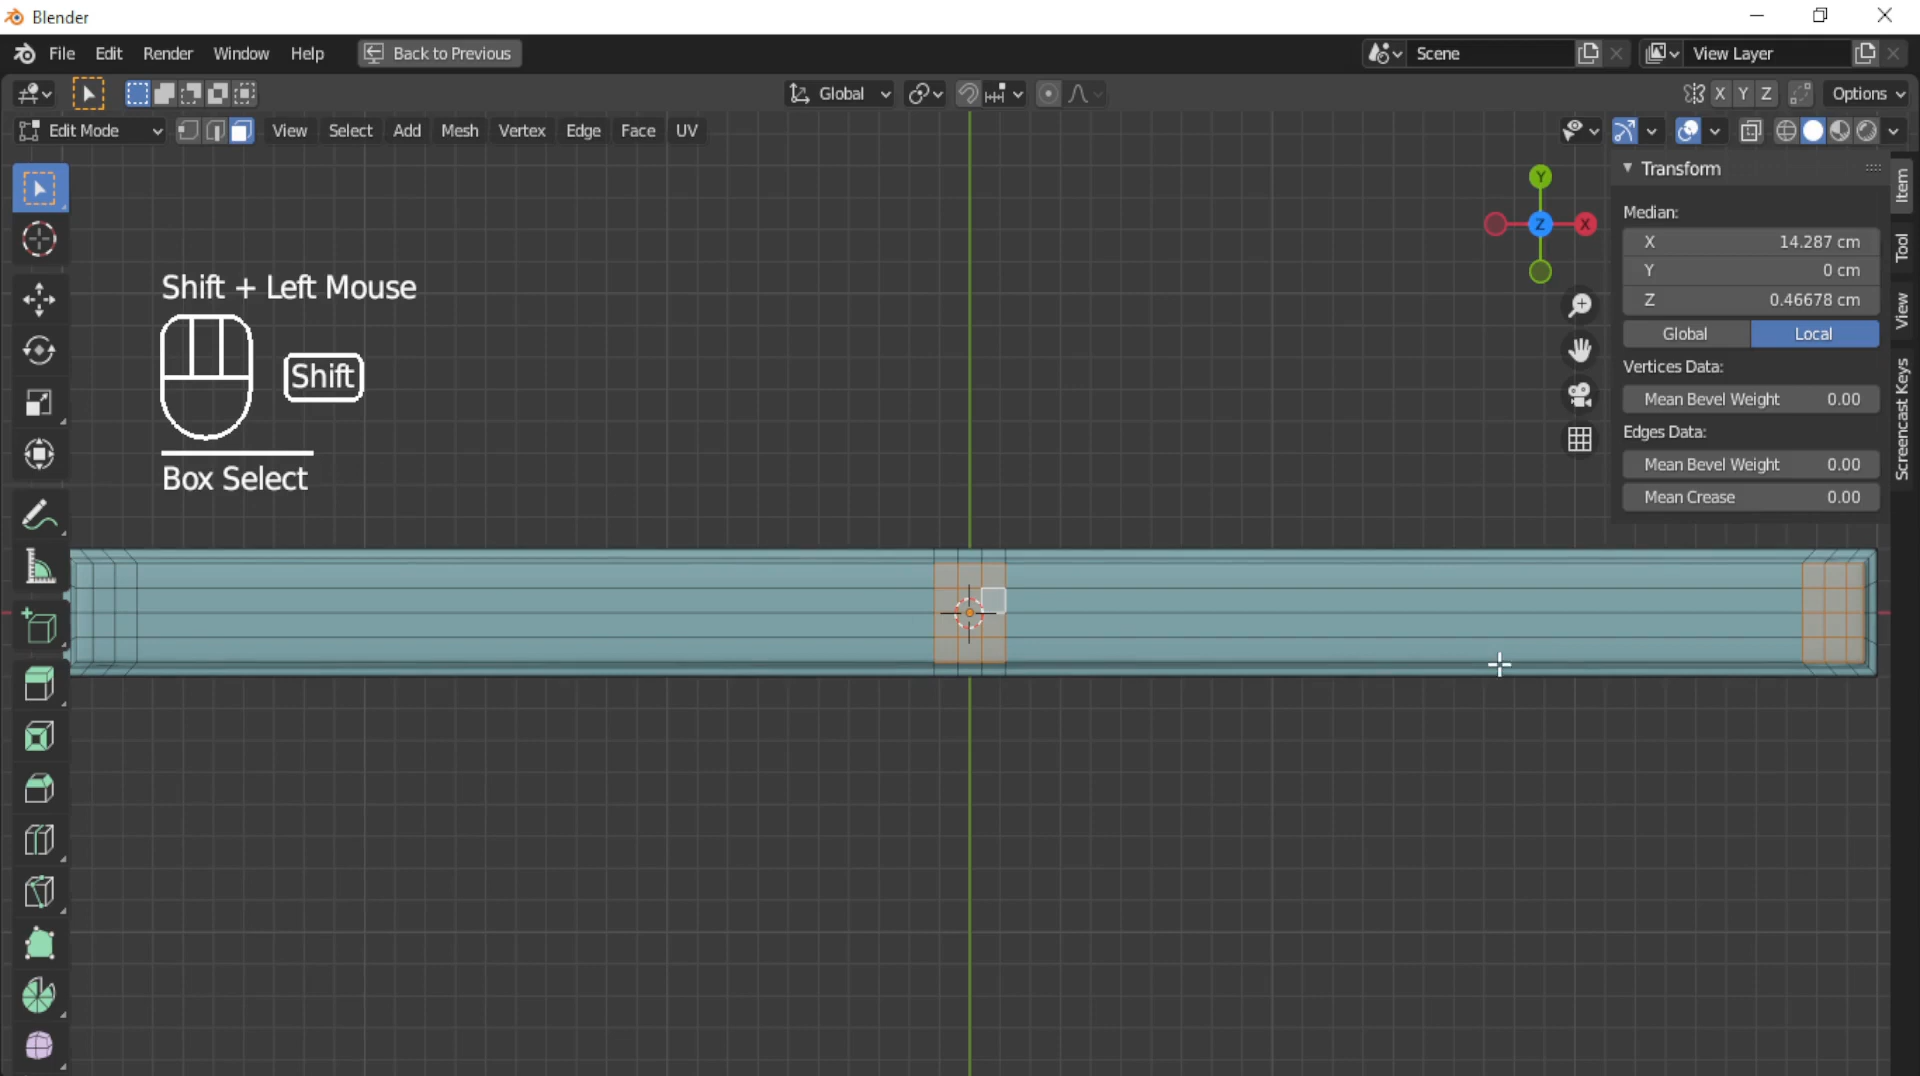 Blender
File Edit Render Window Help Back to Previous Scene View Layer
Global X Y Z Options
Edit Mode View Select Add Mesh Vertex Edge Face UV
Transform
Median:
X 14.287 cm
Y 0 cm
Z 0.46678 cm
Global Local
Vertices Data:
Mean Bevel Weight 0.00
Edges Data:
Mean Bevel Weight 0.00
Mean Crease 0.00
Item
Tool
View
Screencast Keys
Y
Z X
Shift + Left Mouse
Shift
Box Select